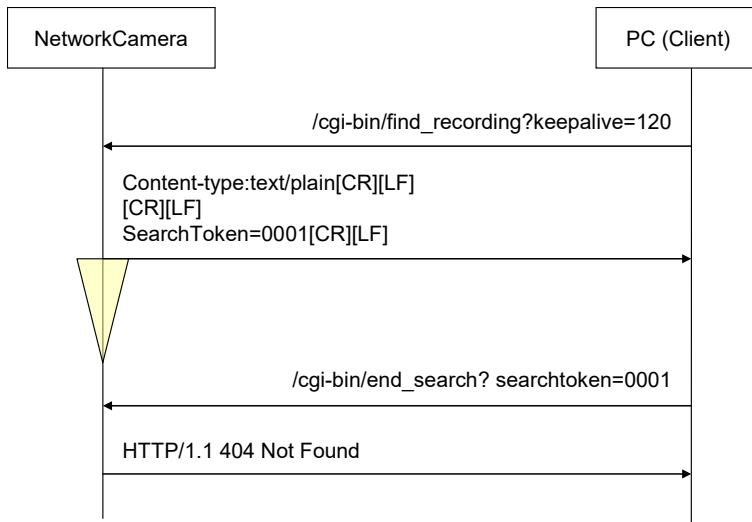 NetworkCamera
PC (Client)
/cgi-bin/find_recording?keepalive=120
Content-type:text/plain[CR][LF]
[CR][LF]
SearchToken=0001[CR][LF]
/cgi-bin/end_search? searchtoken=0001
HTTP/1.1 404 Not Found